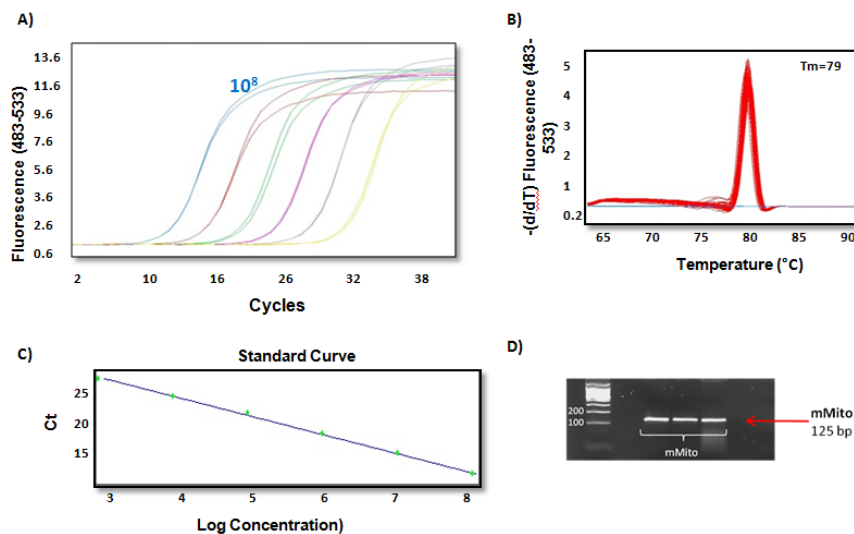 A)
Fluorescence (483-533)
13.6
11.6
9.6
7.6
5.6
3.6
2.6
0.6
10⁸
2 10 16 26 32 38
Cycles
B)
-(d/dT) Fluorescence (483-
533)
5
4
3
2
1
0.2
Tm=79
65 70 75 80 85 90
Temperature (°C)
C)
Standard Curve
Ct
25
20
15
3 4 5 6 7 8
Log Concentration)
D)
200
100
mMito
mMito
125 bp